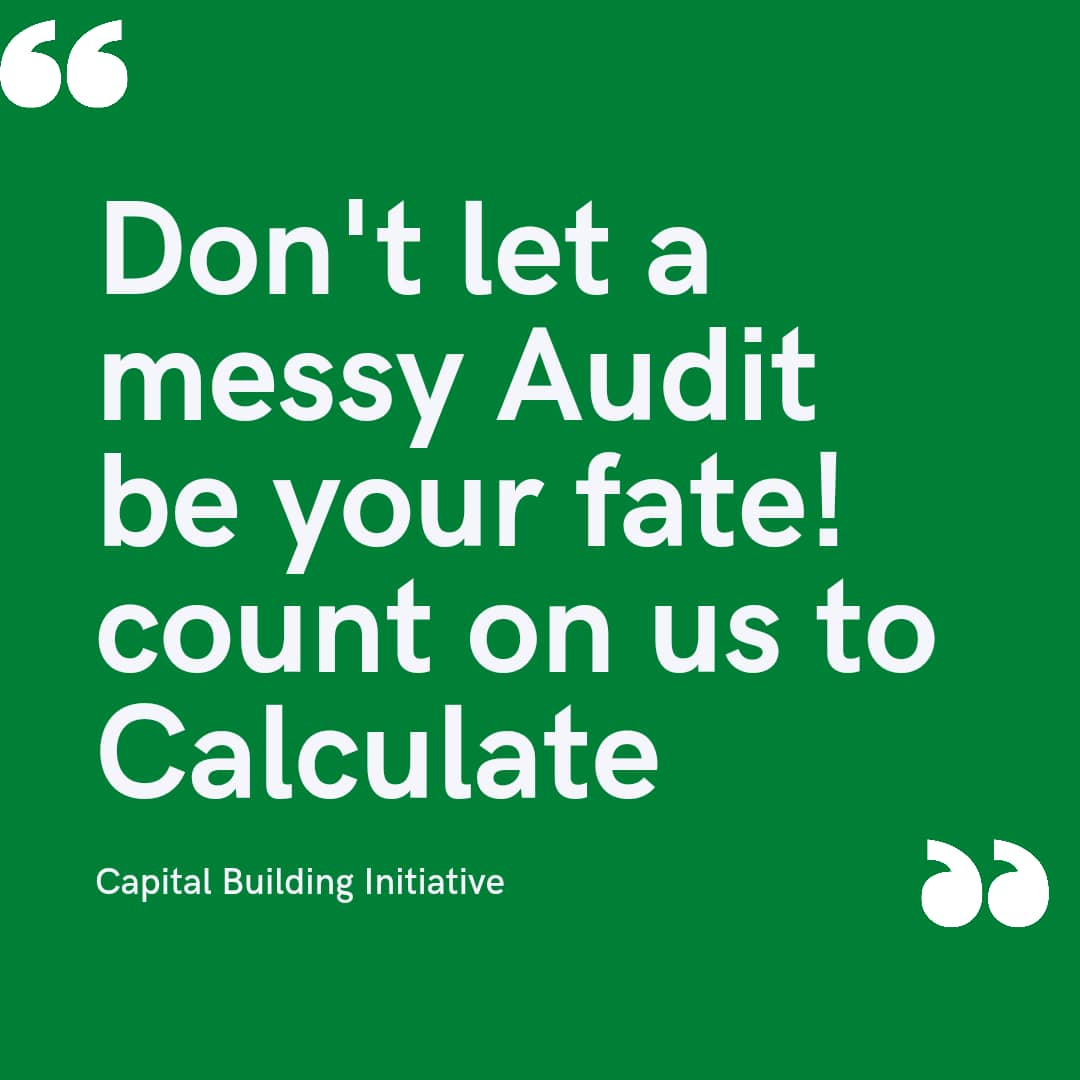 “
Don't let a
messy Audit
be your fate!
count on us to
Calculate
Capital Building Initiative
”